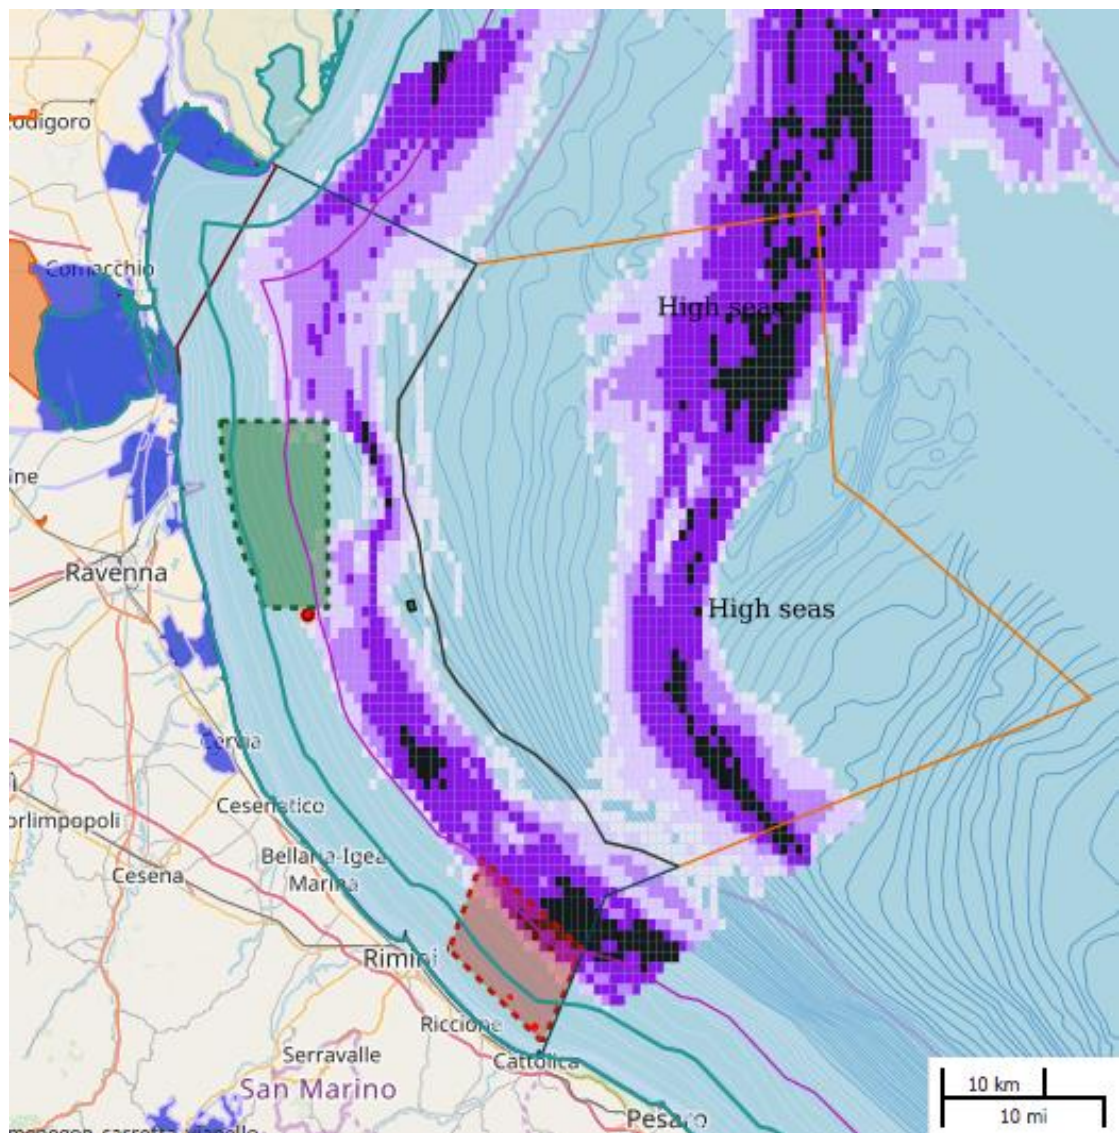 odigoro
Comacchio
High seas
ine
Ravenna
High seas
Cervia
Cesenatico
orlimpopoli
Bellaria-Igea
Marina
Cesena
Rimini
Riccione
Serravalle
Cattolica
San Marino
Pesaro
10 km
10 mi